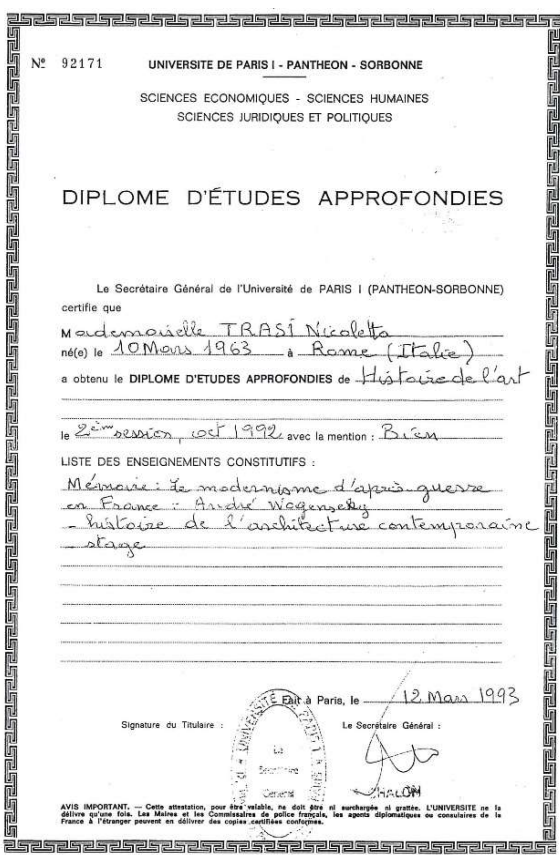 Nº 92171 UNIVERSITE DE PARIS I - PANTHEON - SORBONNE
SCIENCES ECONOMIQUES - SCIENCES HUMAINES
SCIENCES JURIDIQUES ET POLITIQUES
DIPLOME D'ÉTUDES APPROFONDIES
Le Secrétaire Général de l'Université de PARIS I (PANTHEON-SORBONNE)
certifie que
Mademoiselle TRASI Nicoletta
né(e) le 10 Mars 1963 à Rome (Italie)
a obtenu le DIPLOME D'ETUDES APPROFONDIES de Histoire de l'art
le 2ème session, oct 1992 avec la mention : Bien
LISTE DES ENSEIGNEMENTS CONSTITUTIFS :
Mémoire : Le modernisme d'après guerre
en France : André Wogenscky
- histoire de l'architecture contemporaine
- stage
Fait à Paris, le 12 Mars 1993
Signature du Titulaire : Le Secrétaire Général :
UNIVERSITÉ DE PARIS I
Le
Secrétaire
General
AVIS IMPORTANT. — Cette attestation, pour être valable, ne doit être ni surchargée ni grattée. L'UNIVERSITE ne la
délivre qu'une fois. Les Maires et les Commissaires de police français, les agents diplomatiques ou consulaires de la
France à l'étranger peuvent en délivrer des copies certifiées conformes.